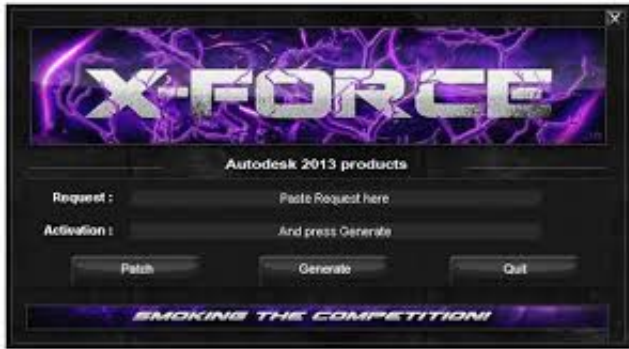 X-FORCE
Autodesk 2013 products
Request : Paste Request here
Activation : And press Generate
Patch Generate Quit
SMOKING THE COMPETITION!